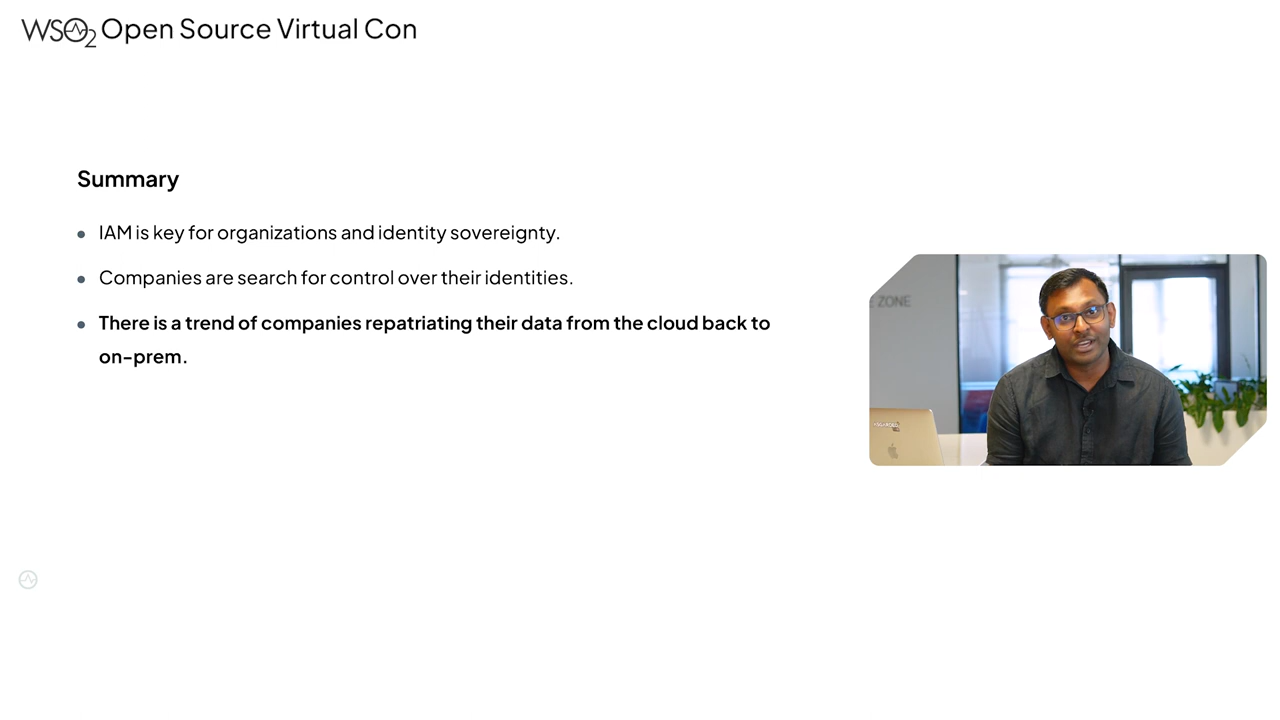 WSO2 Open Source Virtual Con
Summary
IAM is key for organizations and identity sovereignty.
Companies are search for control over their identities.
There is a trend of companies repatriating their data from the cloud back to
on-prem.
ZONE